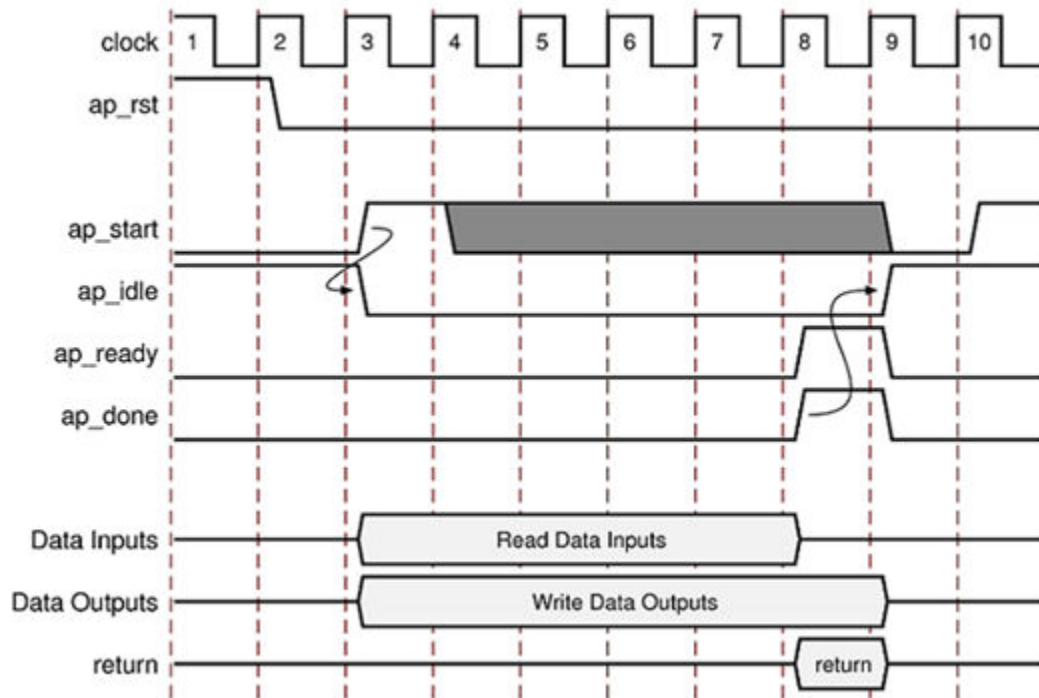 clock 1 2 3 4 5 6 7 8 9 10
ap_rst
ap_start
ap_idle
ap_ready
ap_done
Data Inputs Read Data Inputs
Data Outputs Write Data Outputs
return return